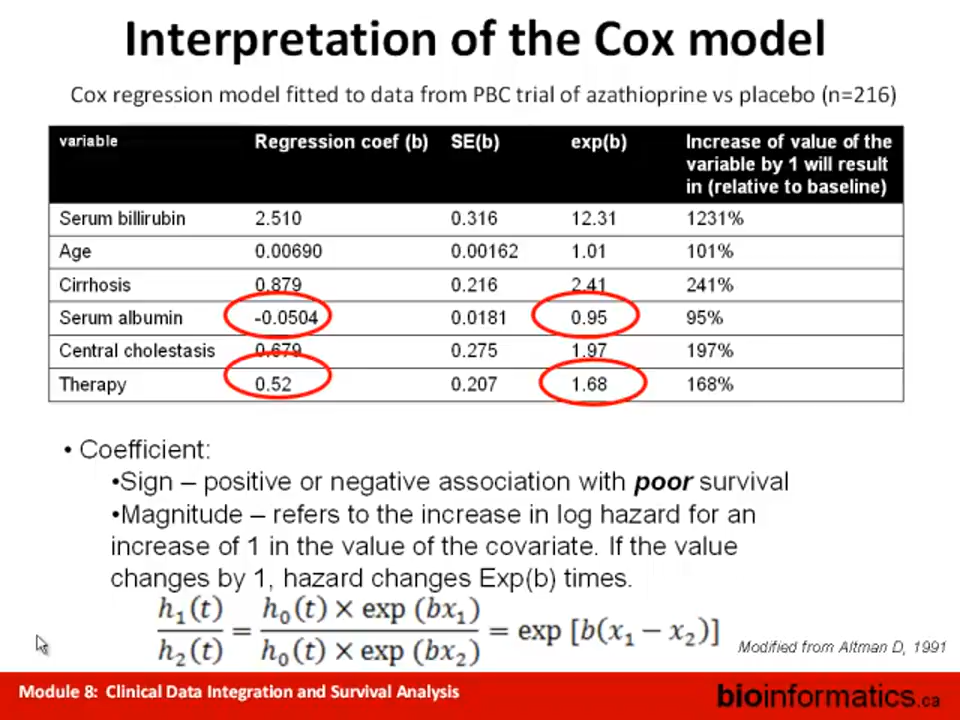 Interpretation of the Cox model
Cox regression model fitted to data from PBC trial of azathioprine vs placebo (n=216)
variable Regression coef (b) SE(b) exp(b) Increase of value of the variable by 1 will result in (relative to baseline)
Serum billirubin 2.510 0.316 12.31 1231%
Age 0.00690 0.00162 1.01 101%
Cirrhosis 0.879 0.216 2.41 241%
Serum albumin -0.0504 0.0181 0.95 95%
Central cholestasis 0.679 0.275 1.97 197%
Therapy 0.52 0.207 1.68 168%
• Coefficient:
•Sign – positive or negative association with poor survival
•Magnitude – refers to the increase in log hazard for an
increase of 1 in the value of the covariate. If the value
changes by 1, hazard changes Exp(b) times.
h₁(t) / h₂(t) = h₀(t) × exp (bx₁) / h₀(t) × exp (bx₂) = exp [b(x₁ − x₂)]
Modified from Altman D, 1991
Module 8: Clinical Data Integration and Survival Analysis
bioinformatics.ca